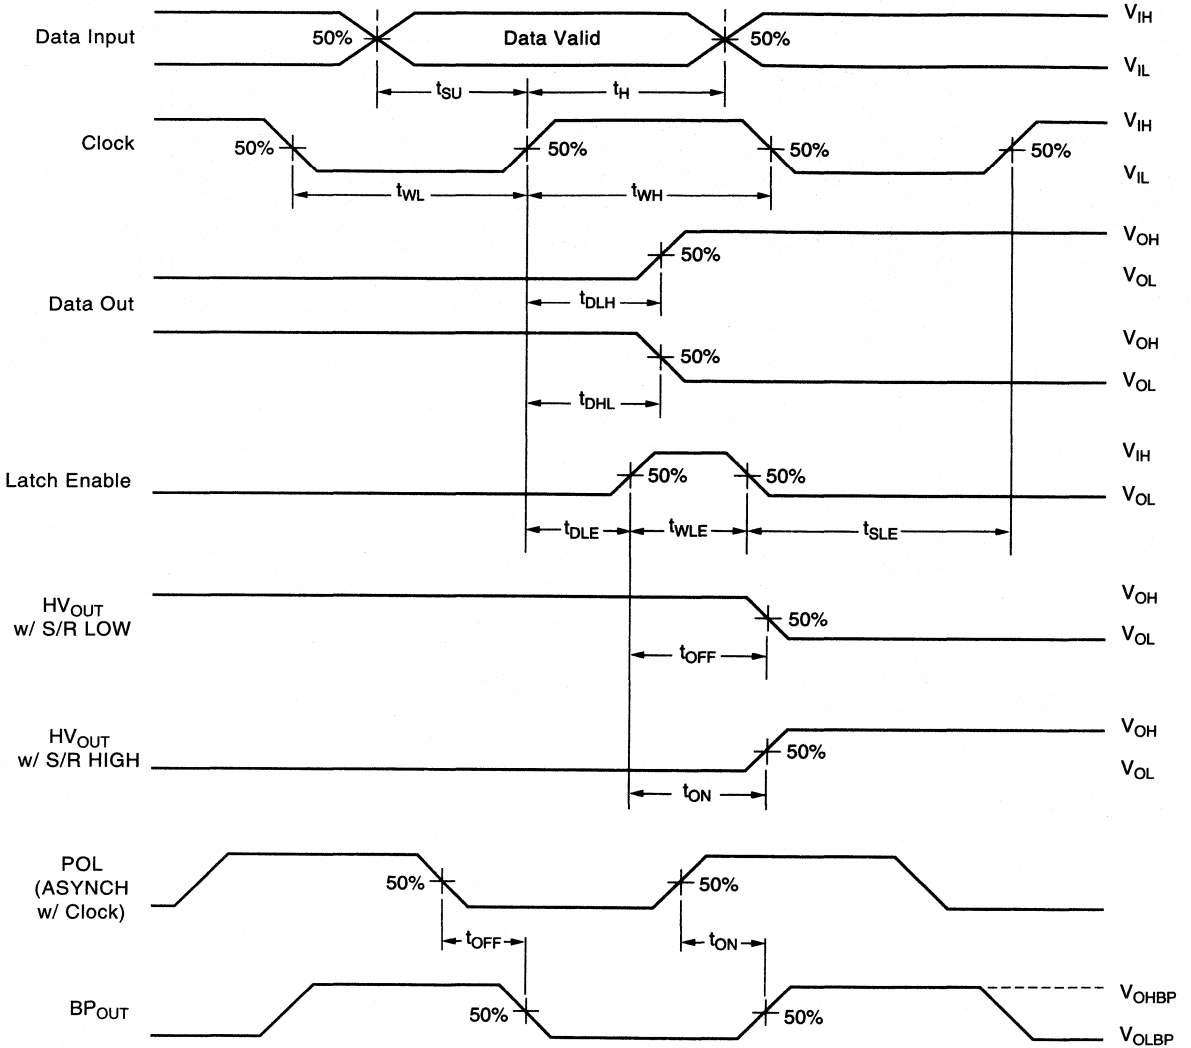 Data Input 50% Data Valid 50% V_IH
V_IL
t_SU t_H
Clock 50% 50% 50% 50% V_IH
V_IL
t_WL t_WH
V_OH
50%
V_OL
Data Out t_DLH
V_OH
50%
V_OL
t_DHL
V_IH
Latch Enable 50% 50%
V_OL
t_DLE t_WLE t_SLE
HV_OUT V_OH
w/ S/R LOW 50%
V_OL
t_OFF
HV_OUT V_OH
w/ S/R HIGH 50%
V_OL
t_ON
POL
(ASYNCH 50% 50%
w/ Clock)
t_OFF t_ON
BP_OUT 50% 50% V_OHBP
V_OLBP